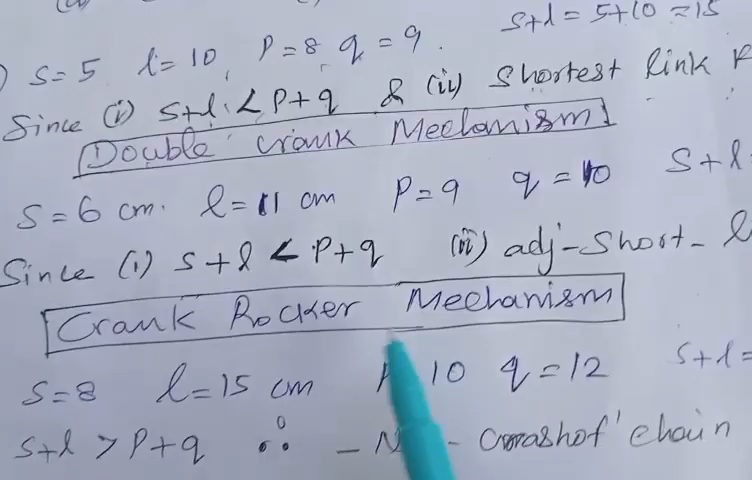 s+l = 5+10 = 15
s=5 l=10, P=8 q=9.
Since (i) s+l < P+q & (ii) Shortest link
Double crank Mechanism
s=6 cm. l=11 cm P=9 q=10 s+l
Since (i) s+l < P+q (ii) adj-short-l
Crank Rocker Mechanism
s=8 l=15 cm 10 q=12 s+l=
s+l > P+q ∴ - N - Grashof' chain